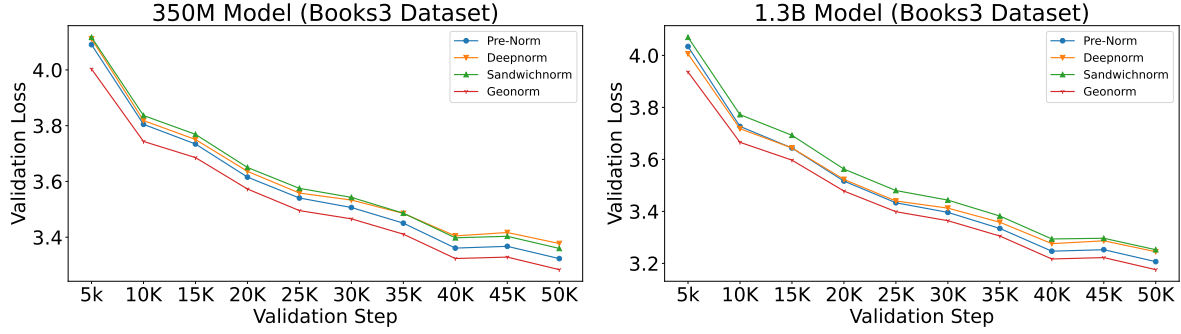 350M Model (Books3 Dataset)
Validation Loss
4.0
3.8
3.6
3.4
Pre-Norm
Deepnorm
Sandwichnorm
Geonorm
5k 10K 15K 20K 25K 30K 35K 40K 45K 50K
Validation Step
1.3B Model (Books3 Dataset)
Validation Loss
4.0
3.8
3.6
3.4
3.2
Pre-Norm
Deepnorm
Sandwichnorm
Geonorm
5k 10K 15K 20K 25K 30K 35K 40K 45K 50K
Validation Step